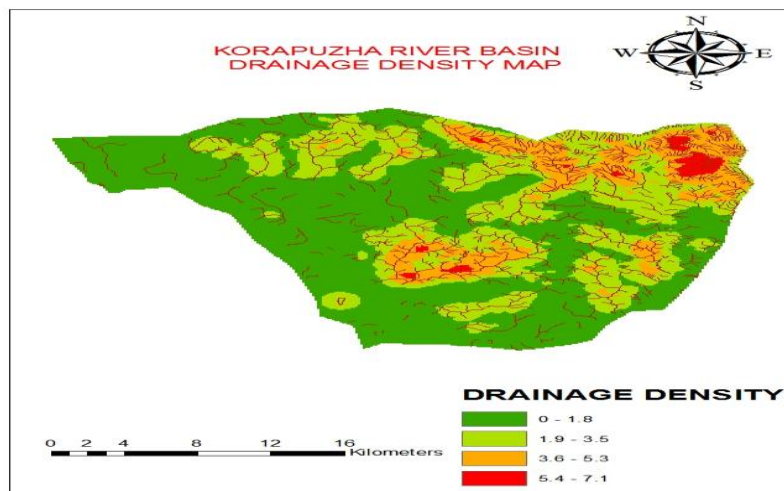 KORAPUZHA RIVER BASIN
DRAINAGE DENSITY MAP
N
W E
S
DRAINAGE DENSITY
0 - 1.8
1.9 - 3.5
3.6 - 5.3
5.4 - 7.1
0 1 2 4 8 12 16
Kilometers